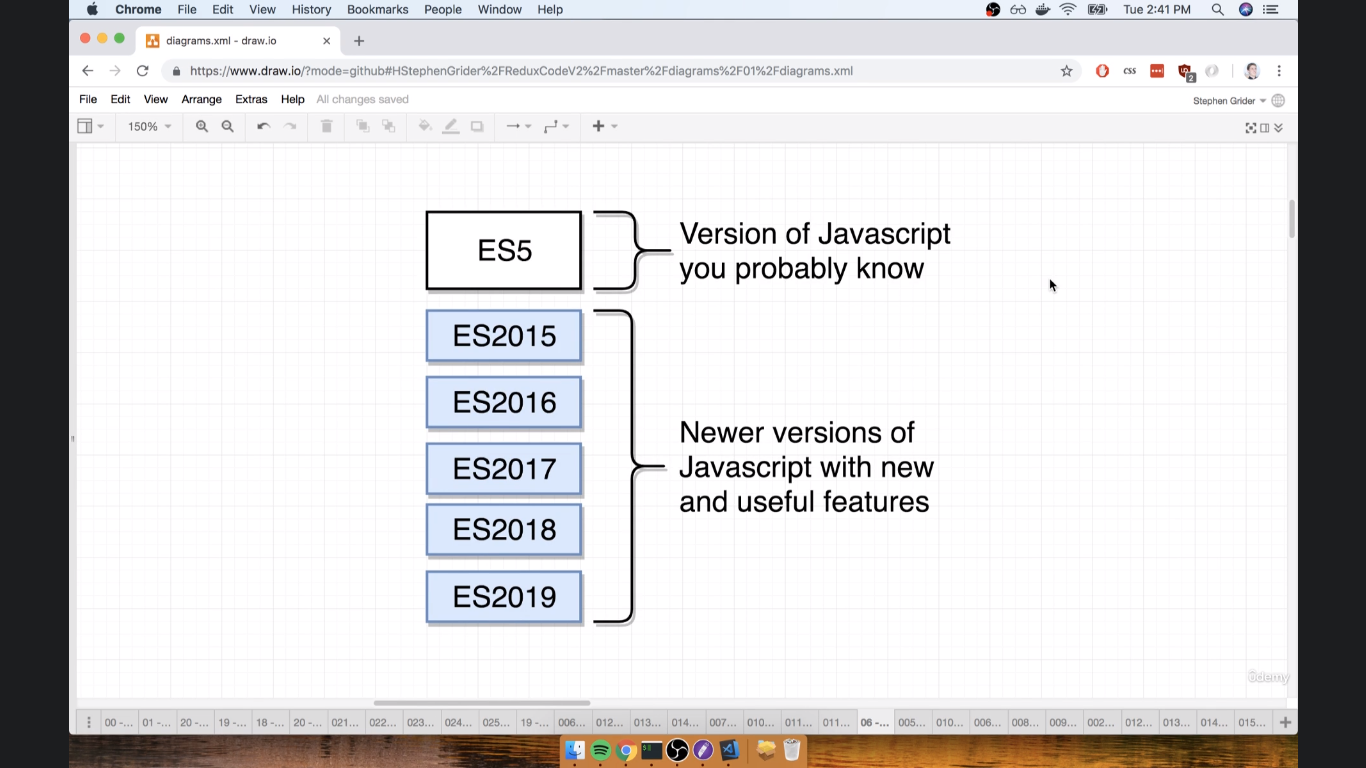 Chrome File Edit View History Bookmarks People Window Help Tue 2:41 PM
diagrams.xml - draw.io
https://www.draw.io/?mode=github#HStephenGrider%2FReduxCodeV2%2Fmaster%2Fdiagrams%2F01%2Fdiagrams.xml css 2
File Edit View Arrange Extras Help All changes saved Stephen Grider
150%
ES5
Version of Javascript
you probably know
ES2015
ES2016
ES2017
ES2018
ES2019
Newer versions of
Javascript with new
and useful features
ûdemy
00 -... 01 -... 20 -... 19 -... 18 -... 20 -... 021... 022... 023... 024... 025... 19 -... 006... 012... 013... 014... 007... 010... 011... 011... 06 -... 005... 010... 006... 008... 009... 002... 012... 013... 014... 015...